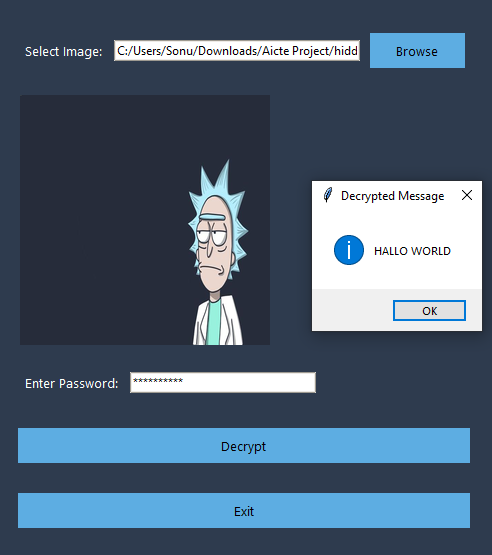 Select Image: C:/Users/Sonu/Downloads/Aicte Project/hidd Browse
Decrypted Message
HALLO WORLD
OK
Enter Password: **********
Decrypt
Exit